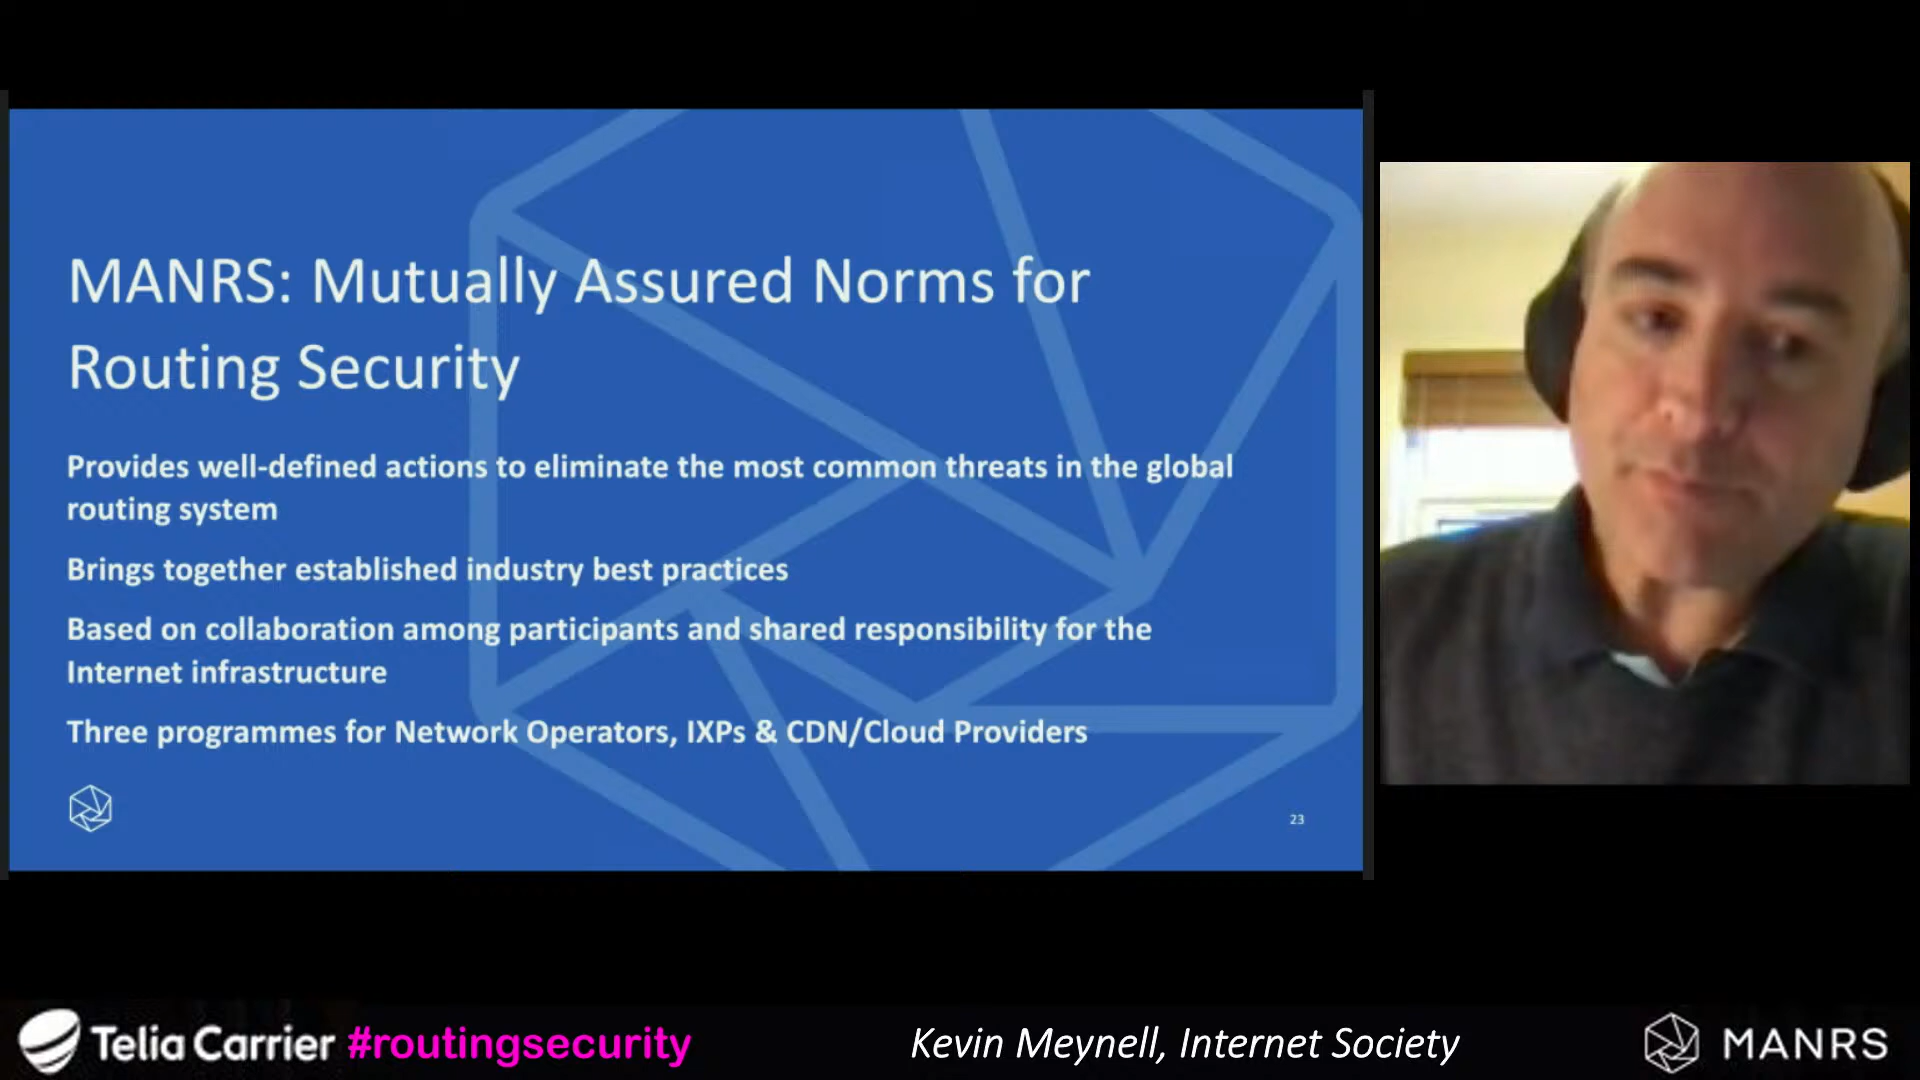 MANRS: Mutually Assured Norms for
Routing Security
Provides well-defined actions to eliminate the most common threats in the global
routing system
Brings together established industry best practices
Based on collaboration among participants and shared responsibility for the
Internet infrastructure
Three programmes for Network Operators, IXPs & CDN/Cloud Providers
23
Telia Carrier #routingsecurity
Kevin Meynell, Internet Society
MANRS